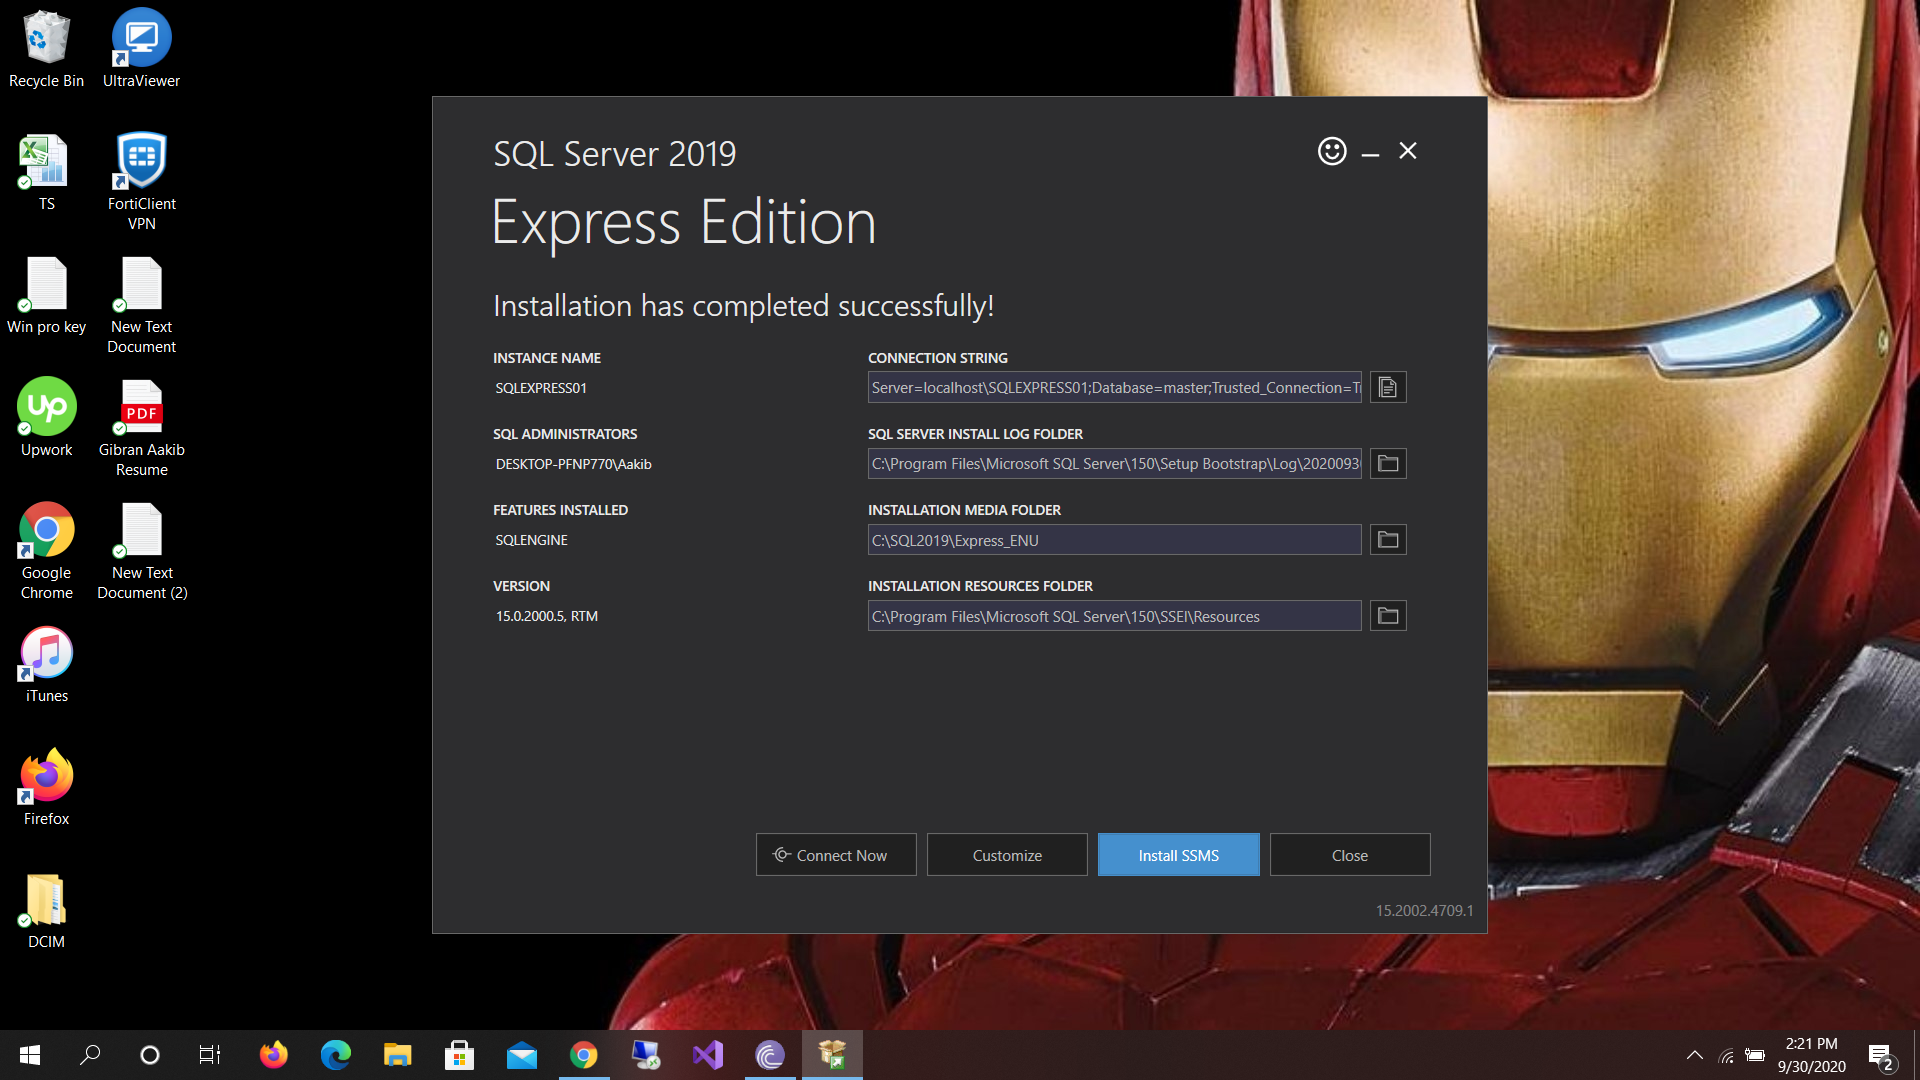 Recycle Bin
UltraViewer
TS
FortiClient
VPN
Win pro key
New Text
Document
Up
Upwork
PDF
Gibran Aakib
Resume
Google
Chrome
New Text
Document (2)
iTunes
Firefox
DCIM
SQL Server 2019
Express Edition
Installation has completed successfully!
INSTANCE NAME
SQLEXPRESS01
CONNECTION STRING
Server=localhost\SQLEXPRESS01;Database=master;Trusted_Connection=T
SQL ADMINISTRATORS
DESKTOP-PFNP770\Aakib
SQL SERVER INSTALL LOG FOLDER
C:\Program Files\Microsoft SQL Server\150\Setup Bootstrap\Log\2020093
FEATURES INSTALLED
SQLENGINE
INSTALLATION MEDIA FOLDER
C:\SQL2019\Express_ENU
VERSION
15.0.2000.5, RTM
INSTALLATION RESOURCES FOLDER
C:\Program Files\Microsoft SQL Server\150\SSEI\Resources
Connect Now
Customize
Install SSMS
Close
15.2002.4709.1
2:21 PM
9/30/2020
2